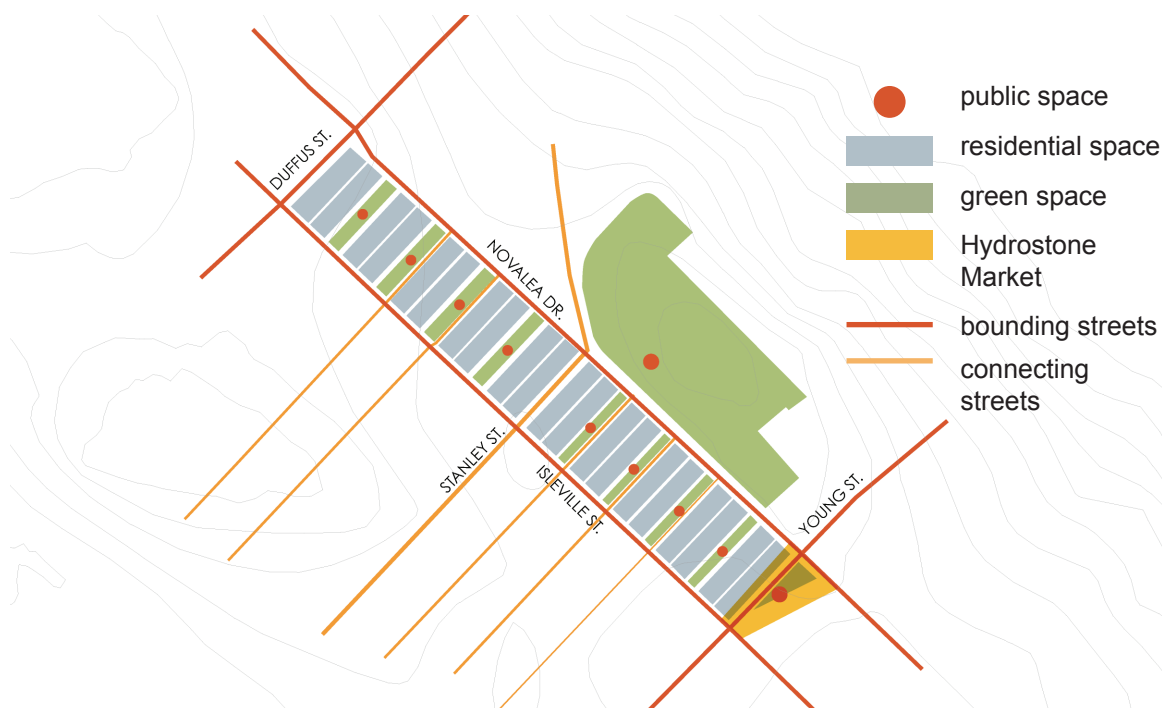 public space
residential space
green space
Hydrostone
Market
bounding streets
connecting
streets
DUFFUS ST.
NOVALEA DR.
STANLEY ST.
ISLEVILLE ST.
YOUNG ST.